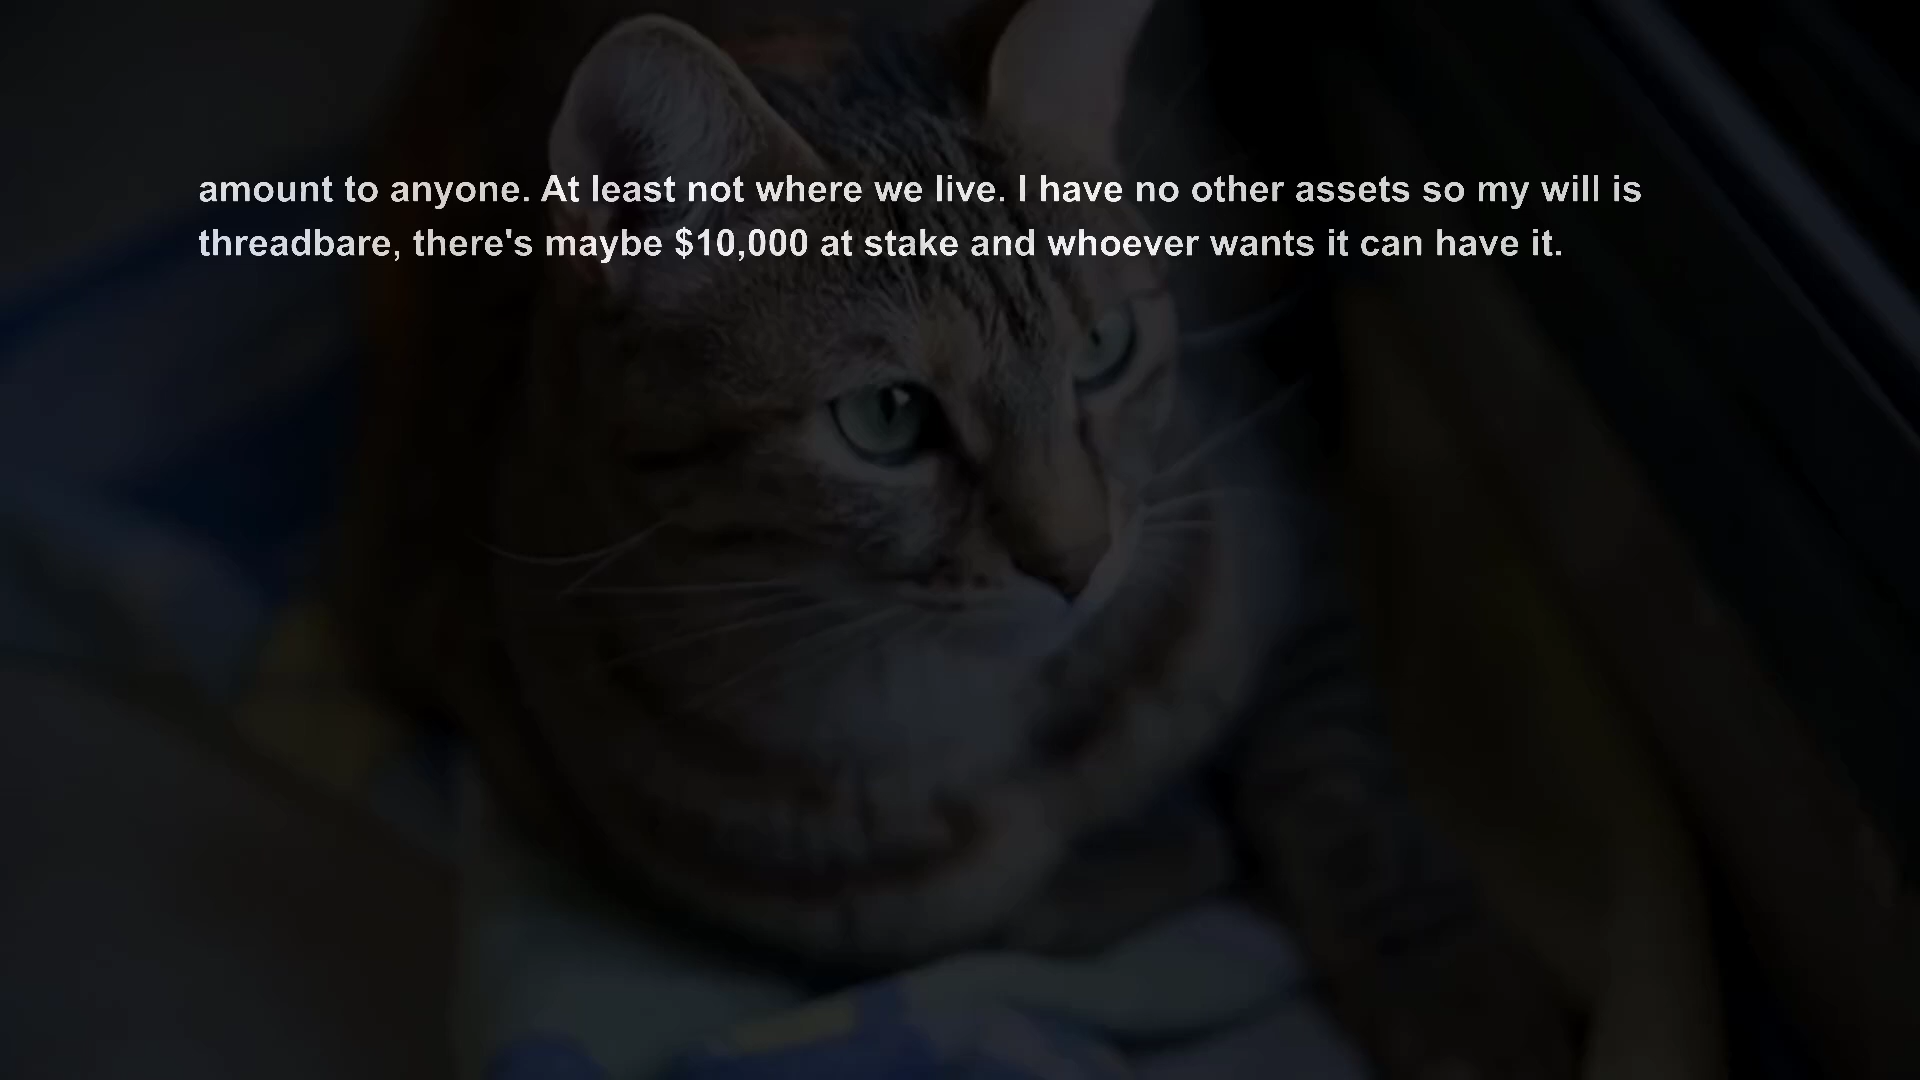 amount to anyone. At least not where we live. I have no other assets so my will is
threadbare, there's maybe $10,000 at stake and whoever wants it can have it.